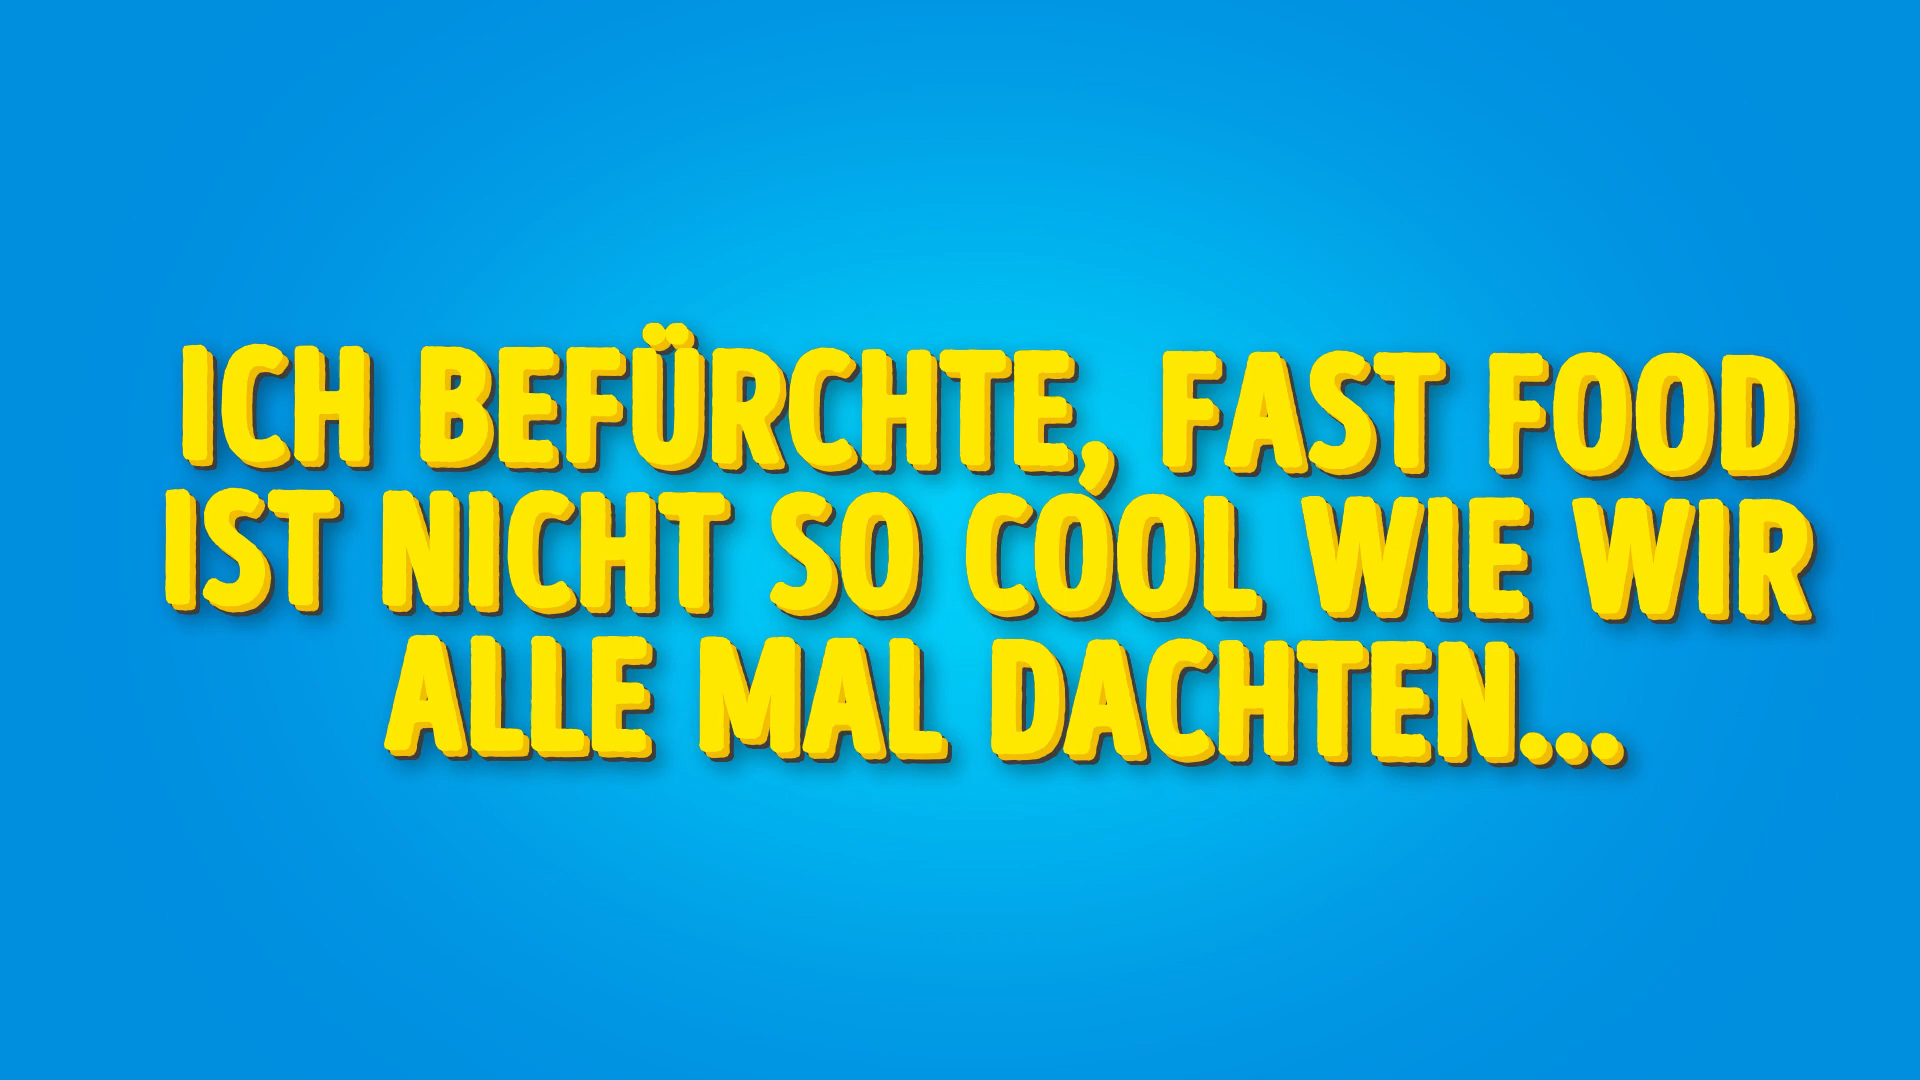 ICH BEFÜRCHTE, FAST FOOD
IST NICHT SO COOL WIE WIR
ALLE MAL DACHTEN...